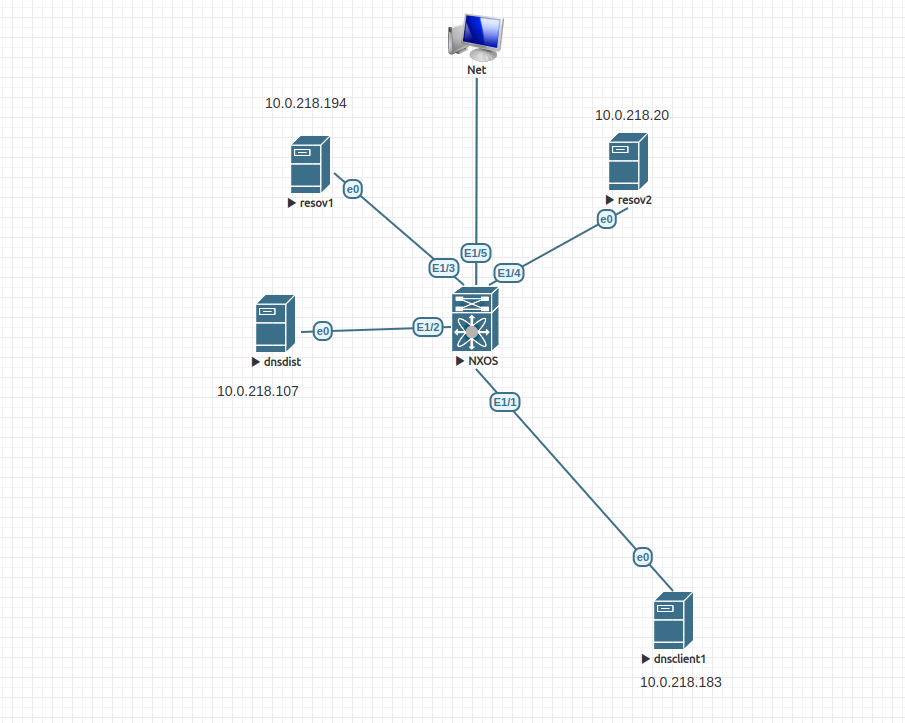 Net
10.0.218.194
10.0.218.20
resov1
resov2
e0
e0
E1/5
E1/3
E1/4
e0
E1/2
dnsdist
NXOS
10.0.218.107
E1/1
e0
dnsclient1
10.0.218.183